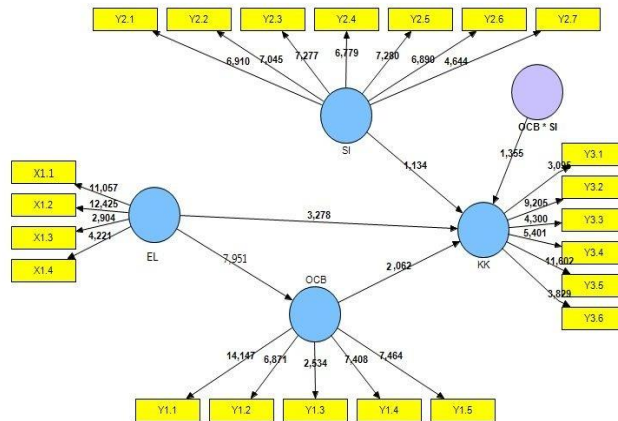 Y2.1 Y2.2 Y2.3 Y2.4 Y2.5 Y2.6 Y2.7
6,910 7,045 7,277 6,779 7,280 6,890 4,644
SI
OCB * SI
1,134
1,355
X1.1
X1.2
X1.3
X1.4
11,057
12,425
2,904
4,221
EL
3,278
7,951
OCB
2,062
KK
3,095
9,205
4,300
5,401
11,602
3,829
Y3.1
Y3.2
Y3.3
Y3.4
Y3.5
Y3.6
14,147 6,871 2,534 7,408 7,464
Y1.1 Y1.2 Y1.3 Y1.4 Y1.5